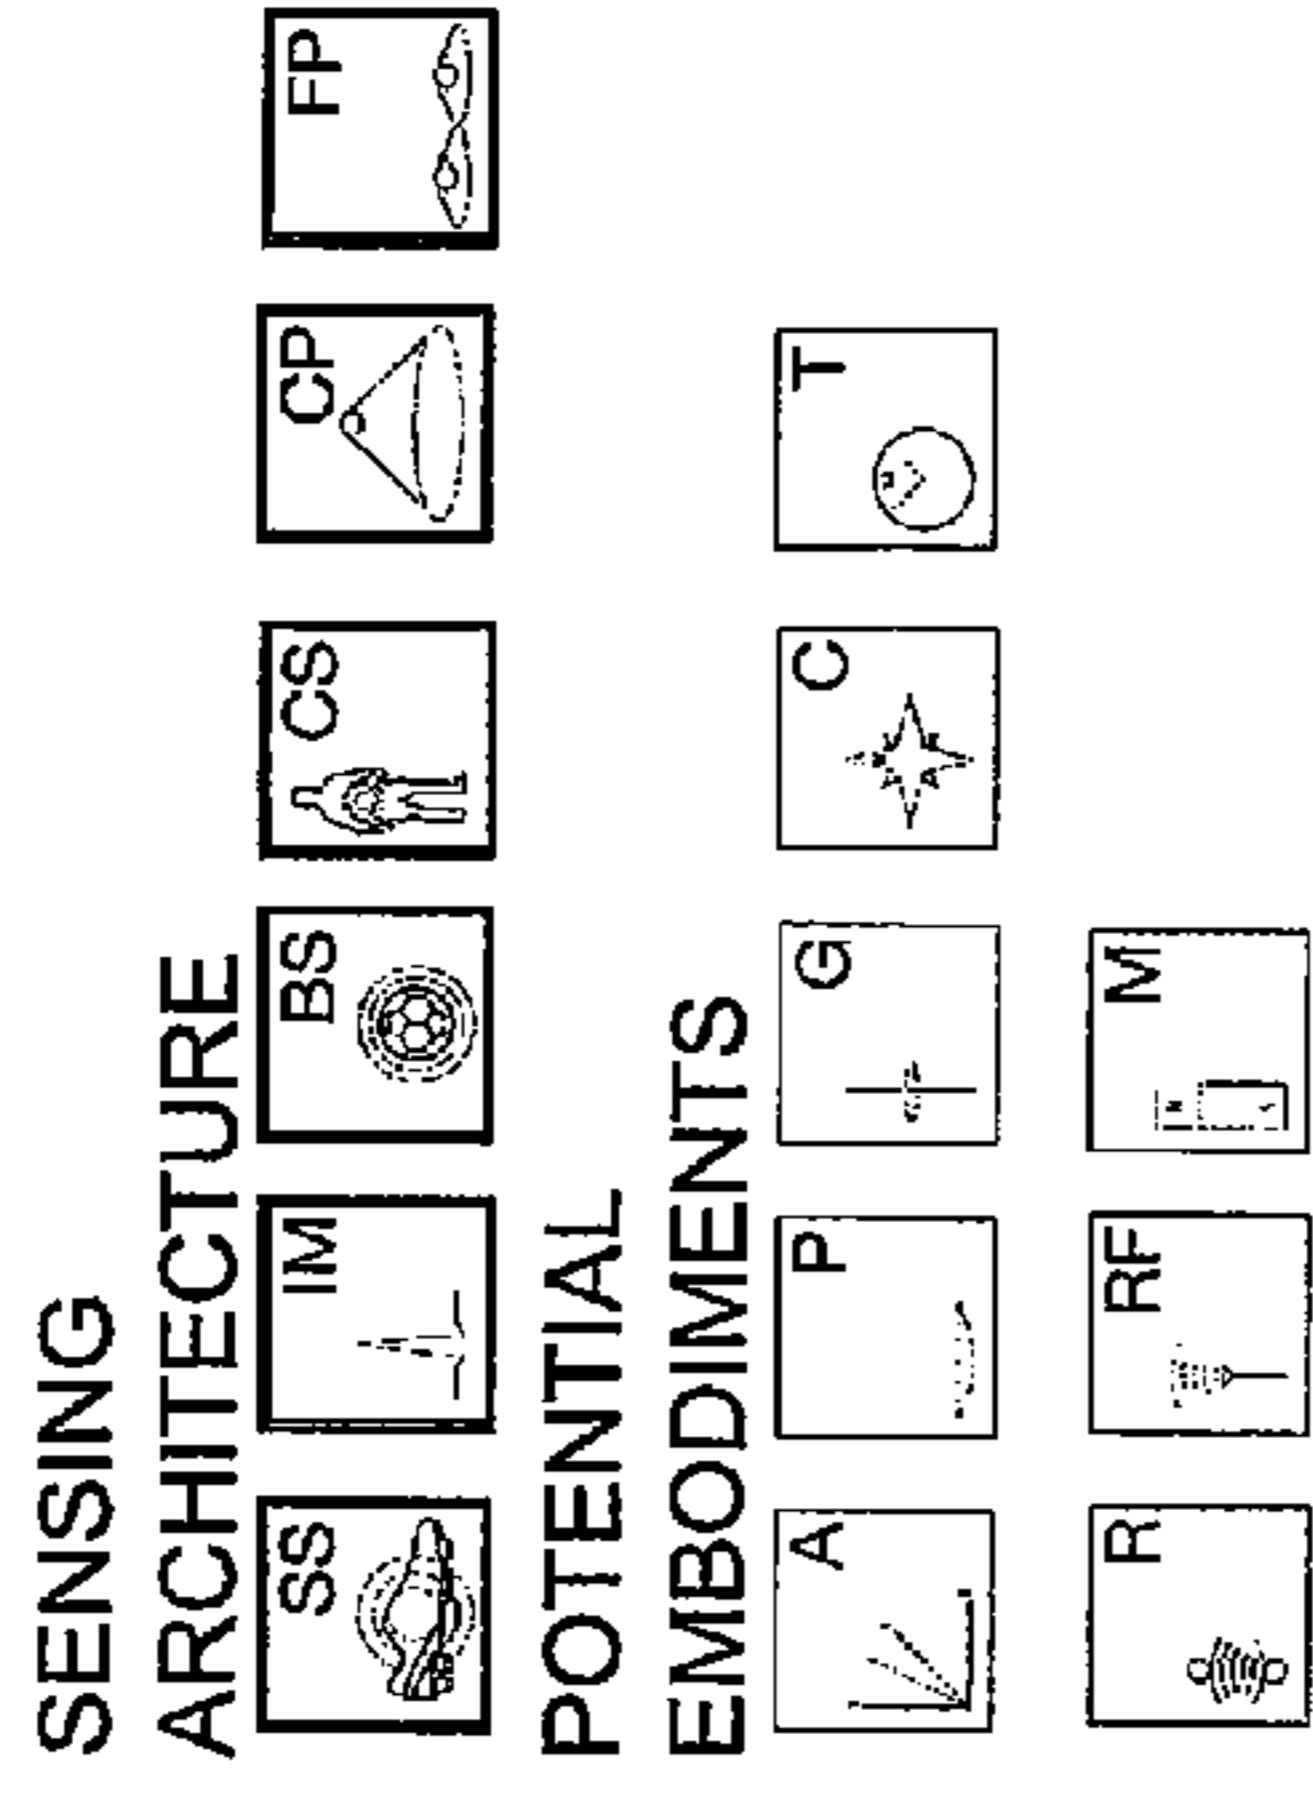 SENSING
ARCHITECTURE
SS IM BS CS CP FP
POTENTIAL
EMBODIMENTS
A P G C T
R RF M